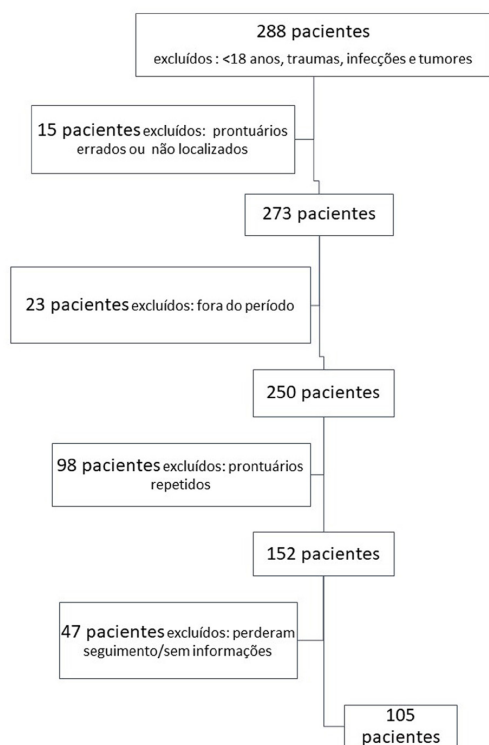 288 pacientes
excluídos : <18 anos, traumas, infecções e tumores
15 pacientes excluídos: prontuários
errados ou não localizados
273 pacientes
23 pacientes excluídos: fora do período
250 pacientes
98 pacientes excluídos: prontuários
repetidos
152 pacientes
47 pacientes excluídos: perderam
seguimento/sem informações
105
pacientes